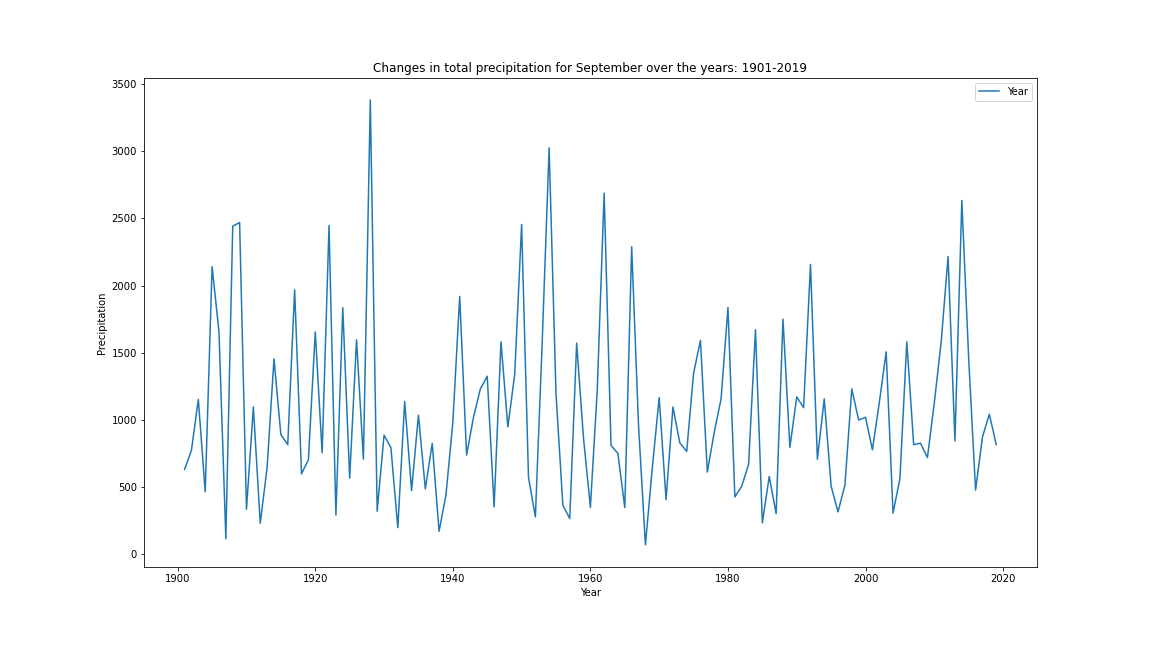 Changes in total precipitation for September over the years: 1901-2019
Year
3500
3000
2500
2000
1500
1000
500
0
Precipitation
1900 1920 1940 1960 1980 2000 2020
Year